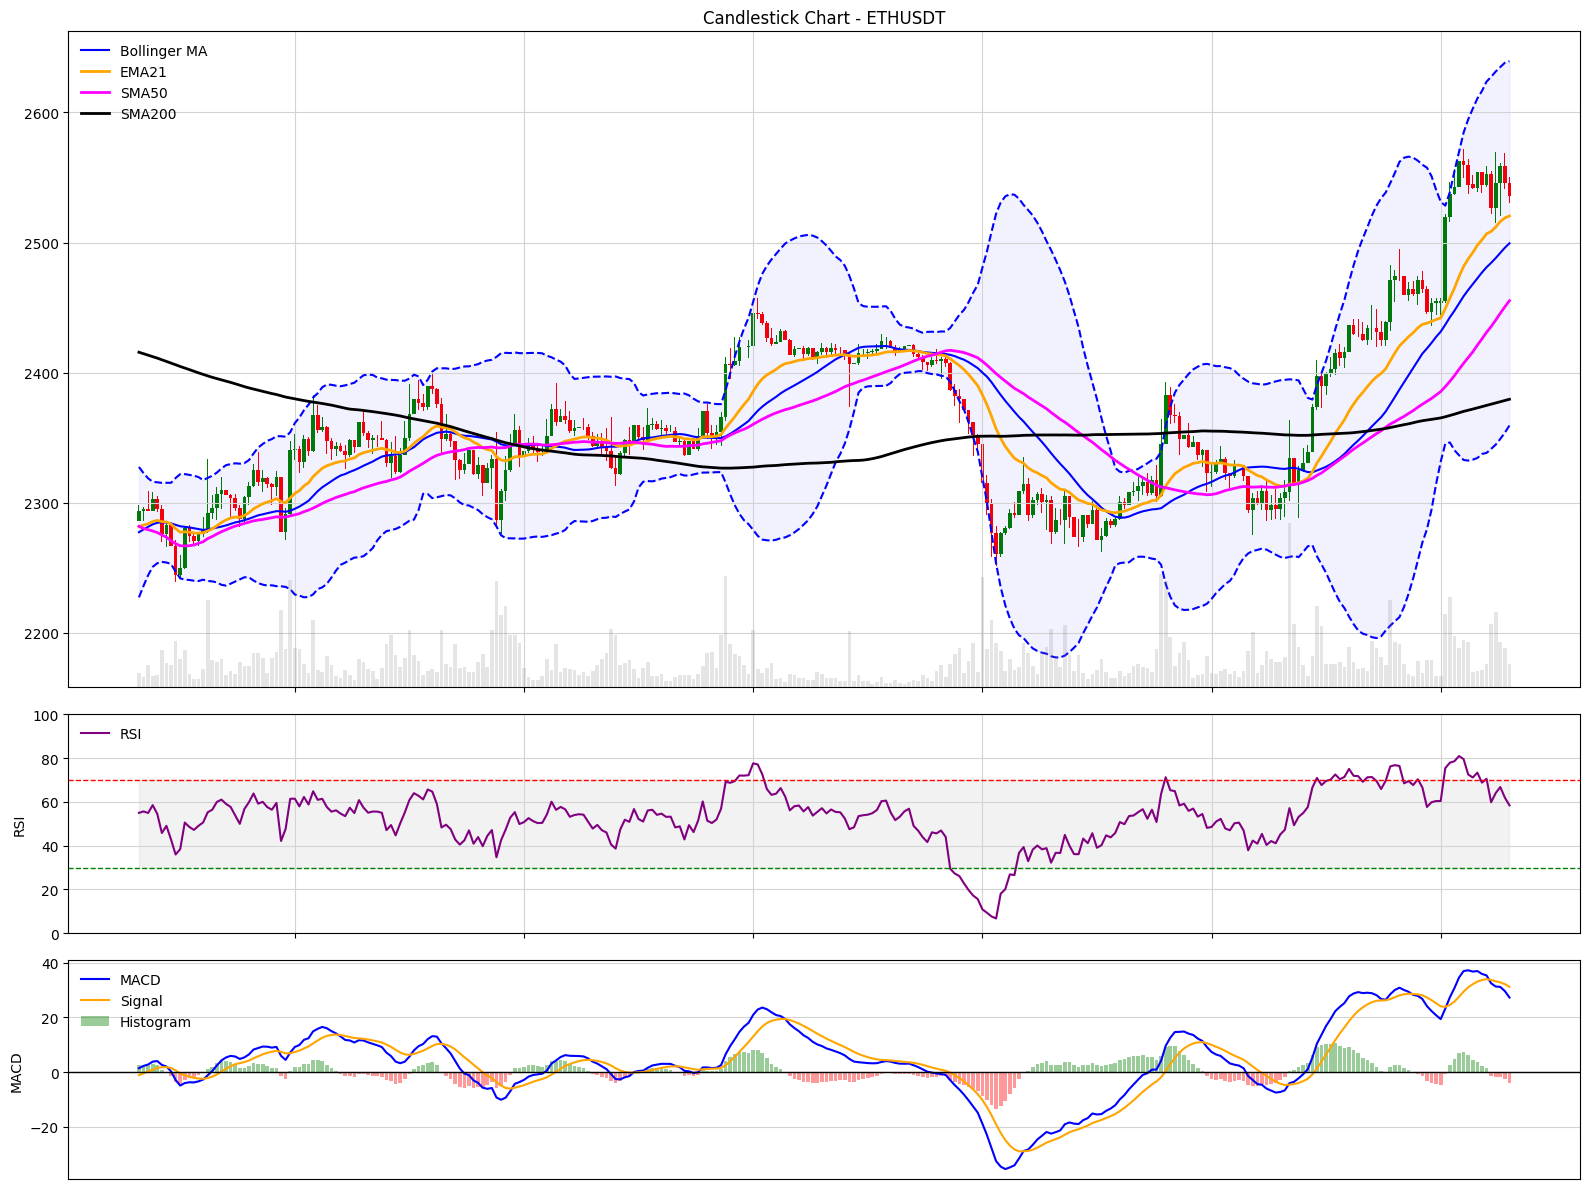 Candlestick Chart - ETHUSDT
Bollinger MA
EMA21
SMA50
SMA200
2600
2500
2400
2300
2200
RSI
100
80
60
40
20
0
RSI
MACD
Signal
Histogram
40
20
0
−20
MACD